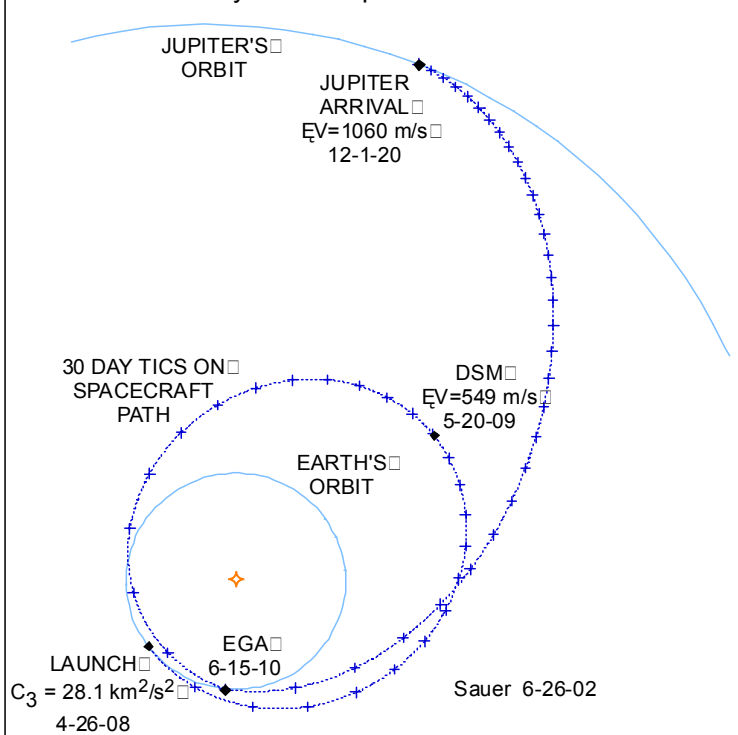 JUPITER'S□
ORBIT
JUPITER
ARRIVAL□
ĘV=1060 m/s□
12-1-20
30 DAY TICS ON□
SPACECRAFT
PATH
DSM□
ĘV=549 m/s□
5-20-09
EARTH'S□
ORBIT
EGA□
6-15-10
LAUNCH□
C₃ = 28.1 km²/s²□
4-26-08
Sauer 6-26-02